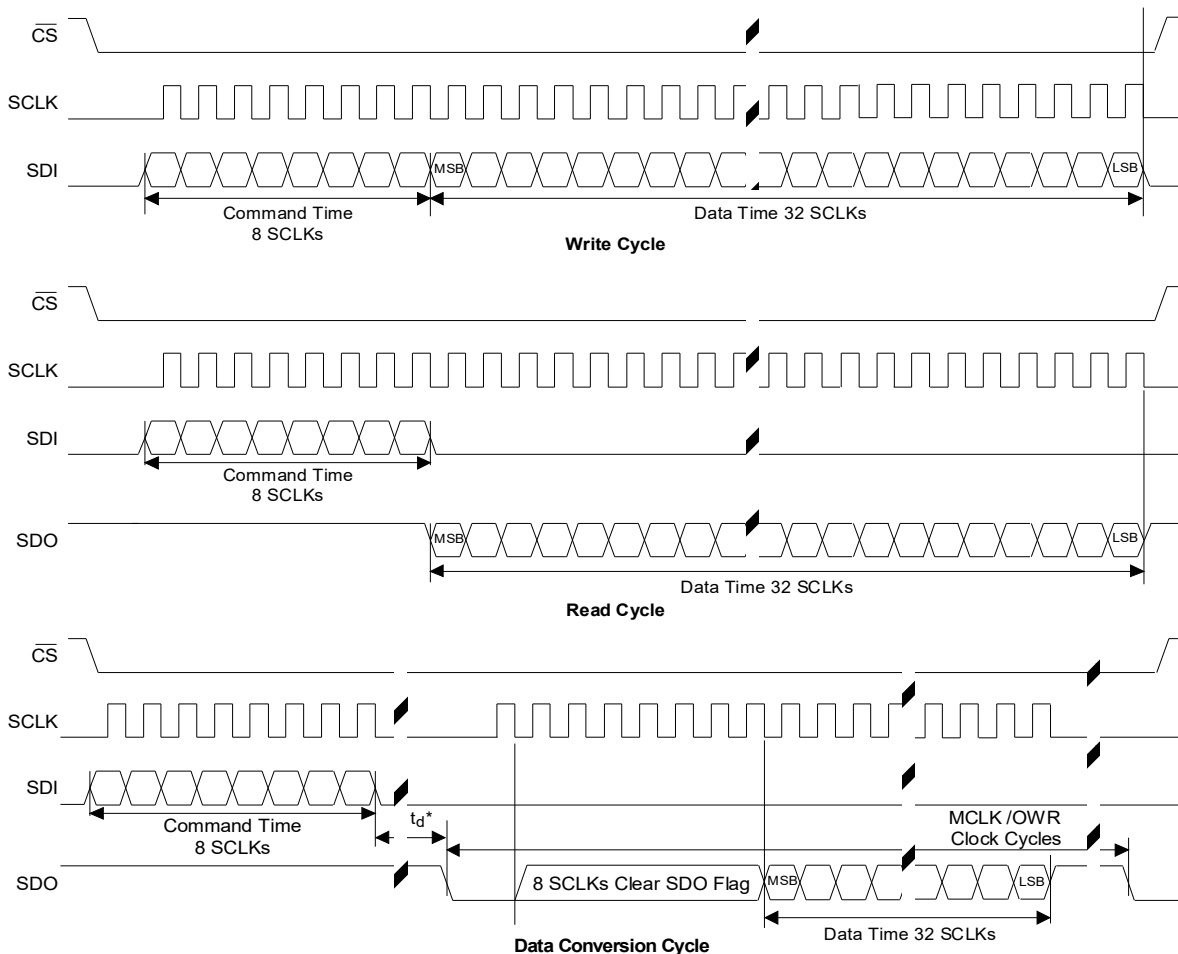 CS
SCLK
SDI
MSB
LSB
Command Time
8 SCLKs
Data Time 32 SCLKs
Write Cycle
CS
SCLK
SDI
Command Time
8 SCLKs
SDO
MSB
LSB
Data Time 32 SCLKs
Read Cycle
CS
SCLK
SDI
Command Time
8 SCLKs
td*
MCLK /OWR
Clock Cycles
SDO
8 SCLKs Clear SDO Flag
MSB
LSB
Data Time 32 SCLKs
Data Conversion Cycle